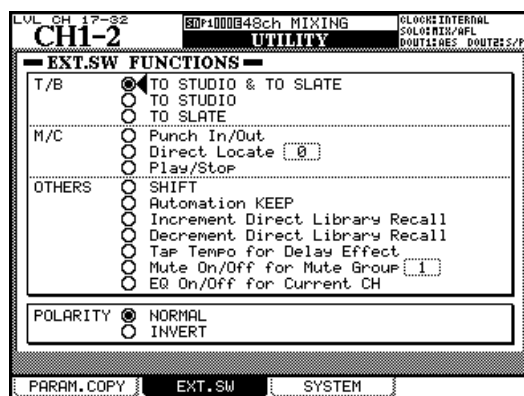 LVL CH 17-32
CH1-2
48ch MIXING
UTILITY
CLOCK:INTERNAL
SOLO:MIX/AFL
DOUT1:AES DOUT2:S/P
EXT.SW FUNCTIONS
T/B TO STUDIO & TO SLATE
TO STUDIO
TO SLATE
M/C Punch In/Out
Direct Locate 0
Play/Stop
OTHERS SHIFT
Automation KEEP
Increment Direct Library Recall
Decrement Direct Library Recall
Tap Tempo for Delay Effect
Mute On/Off for Mute Group 1
EQ On/Off for Current CH
POLARITY NORMAL
INVERT
PARAM.COPY EXT.SW SYSTEM